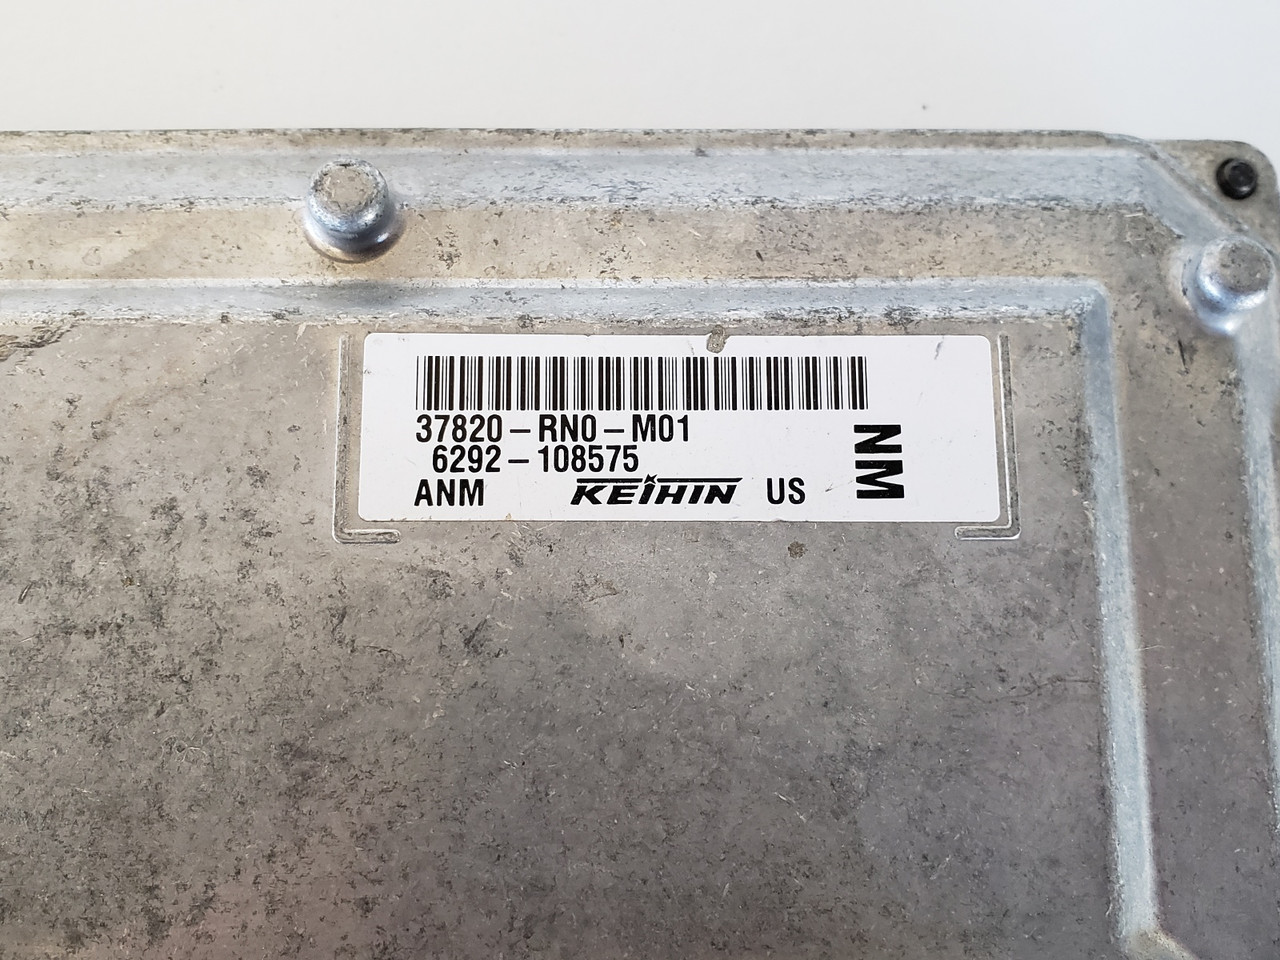 37820-RN0-M01
6292-108575
ANM KEIHIN US
NM